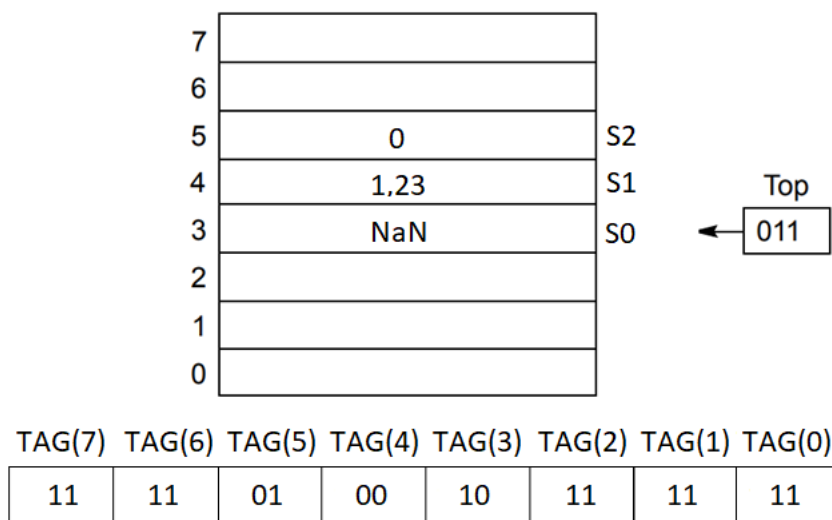 7
6
5 0 S2
4 1,23 S1 Top
3 NaN S0 011
2
1
0
TAG(7) TAG(6) TAG(5) TAG(4) TAG(3) TAG(2) TAG(1) TAG(0)
11 11 01 00 10 11 11 11